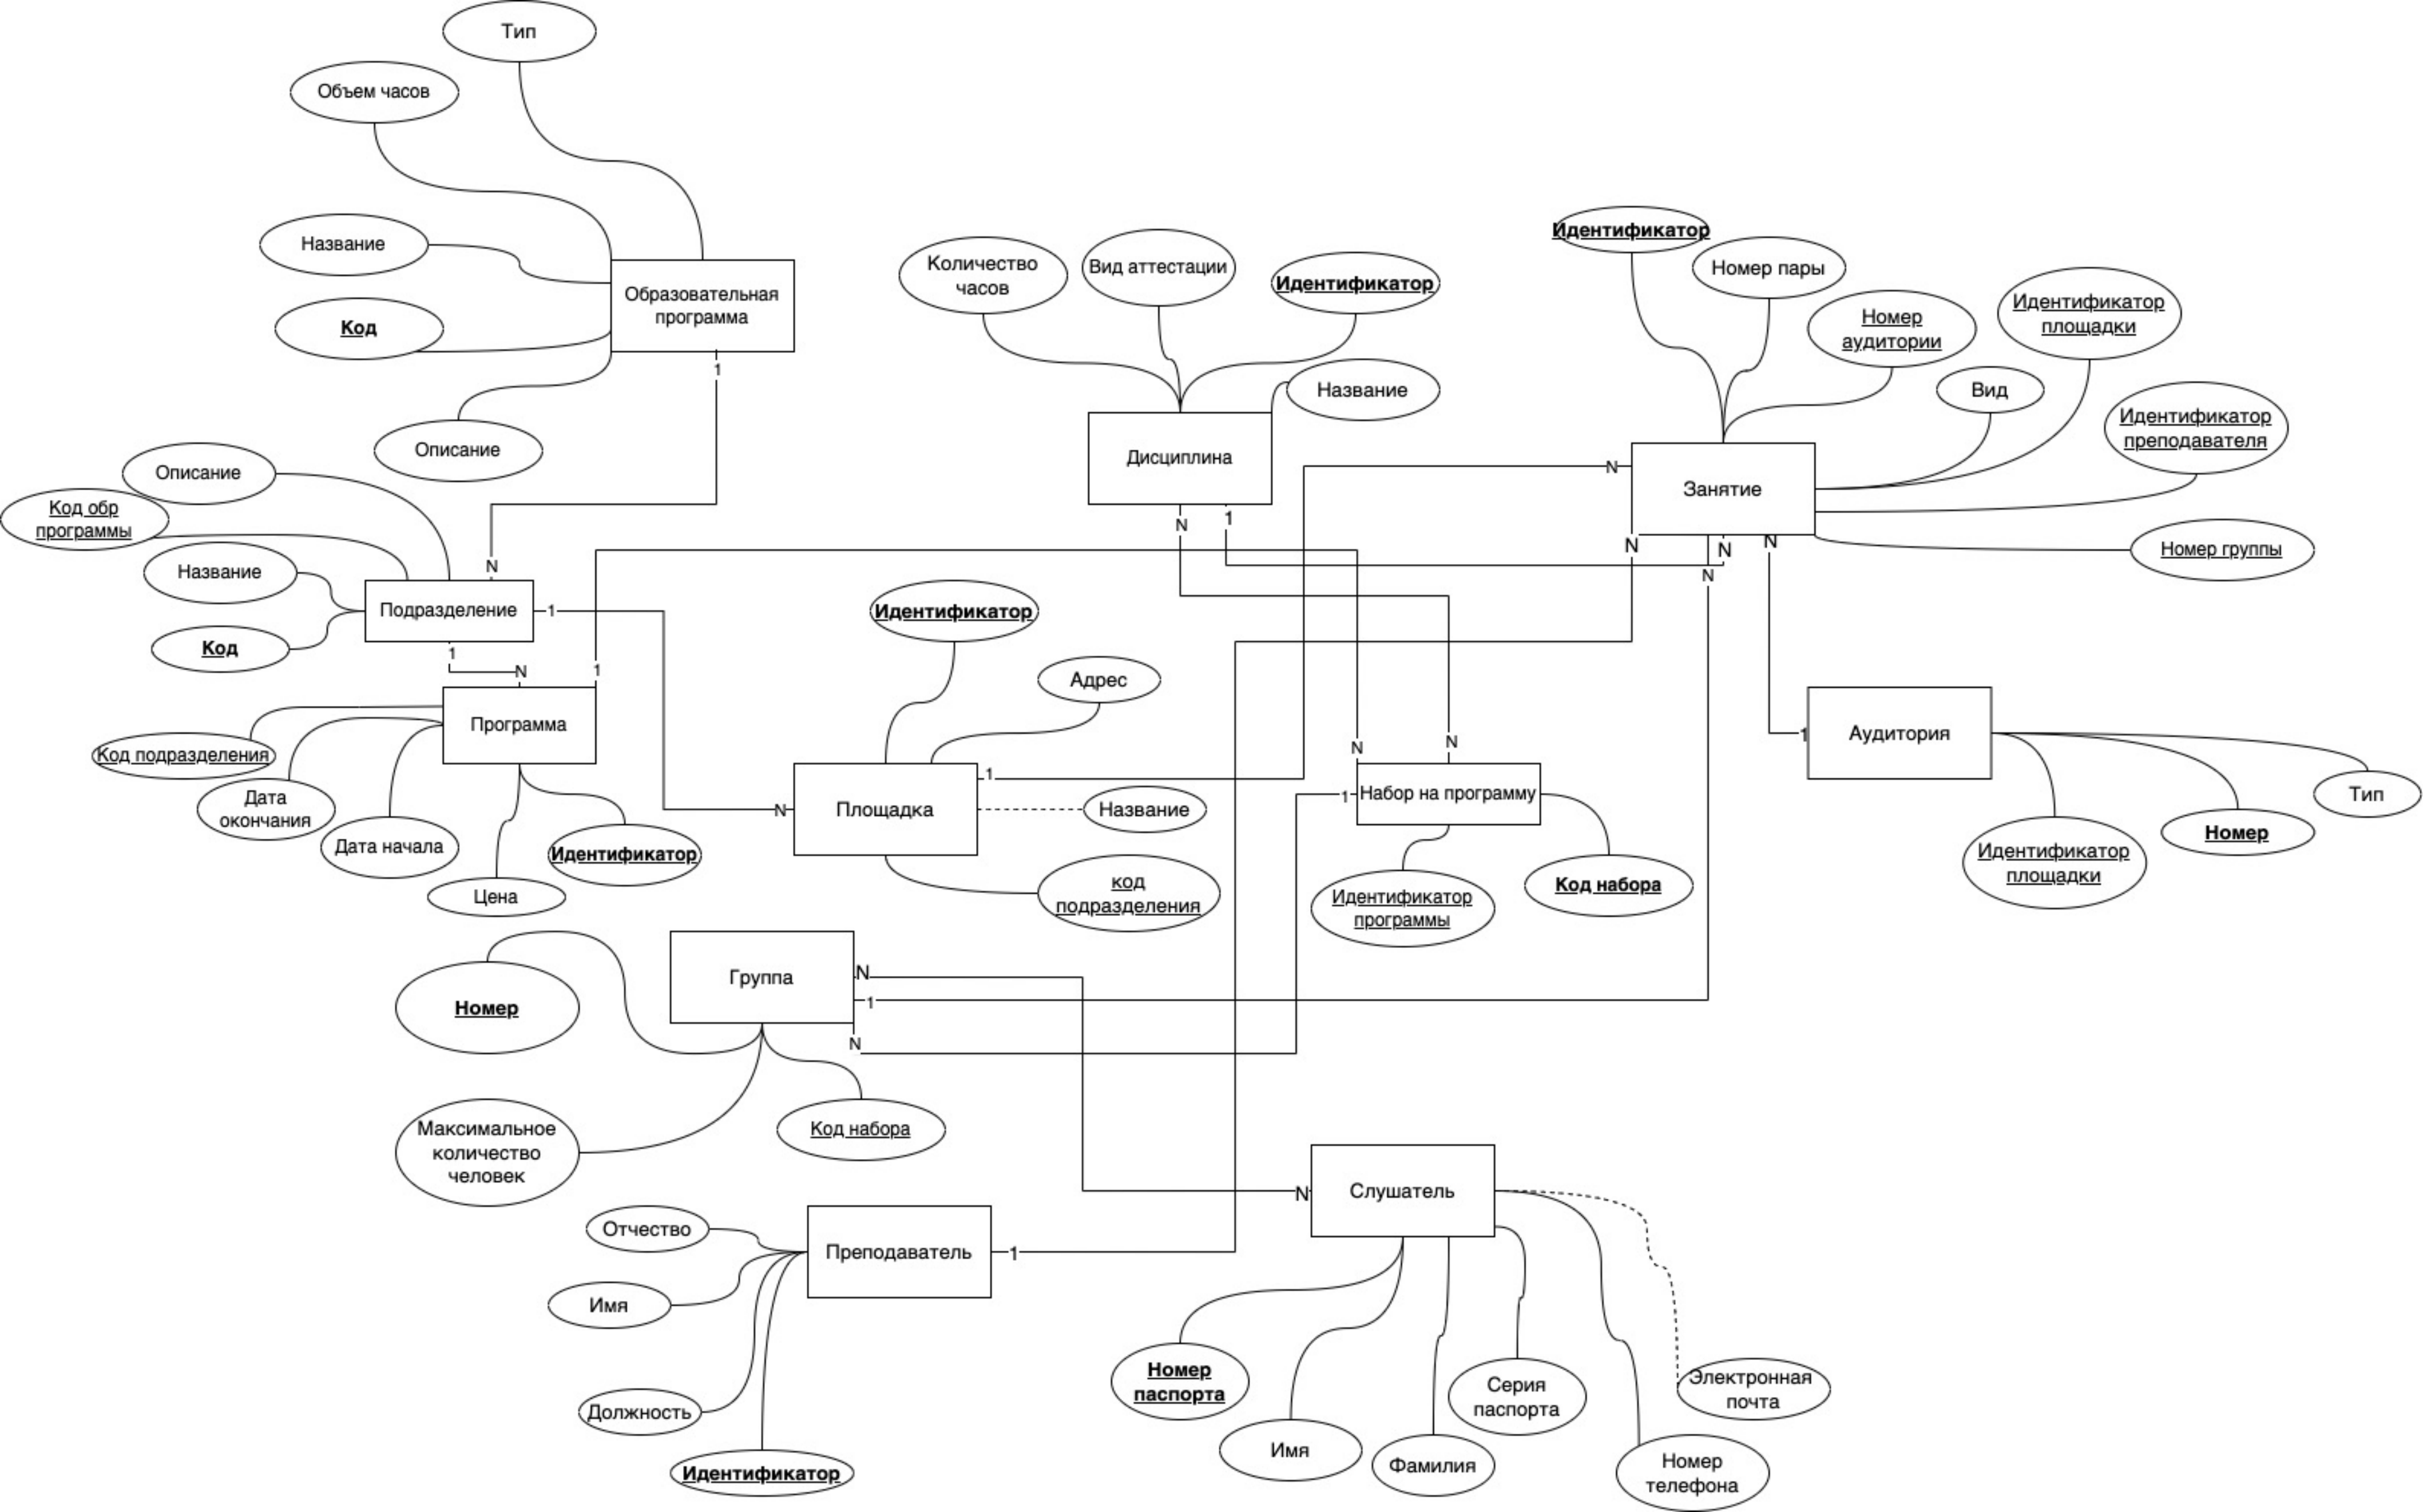 Тип
Объем часов
Название
Код
Описание
Образовательная
программа
1
N
Описание
Код обр
программы
Название
Код
Подразделение
1
1
N
1
Программа
Код подразделения
Дата
окончания
Дата начала
Цена
Идентификатор
Количество
часов
Вид аттестации
Идентификатор
Название
Дисциплина
N
1
Идентификатор
Номер пары
Номер
аудитории
Идентификатор
площадки
Вид
Идентификатор
преподавателя
Номер группы
Занятие
N
N
N
N
N
Идентификатор
Адрес
Площадка
1
N
Название
код
подразделения
N
N
1
Набор на программу
Идентификатор
программы
Код набора
1
Аудитория
Идентификатор
площадки
Номер
Тип
Группа
N
1
N
Номер
Максимальное
количество
человек
Код набора
Преподаватель
1
Отчество
Имя
Должность
Идентификатор
N
Слушатель
Номер
паспорта
Имя
Фамилия
Серия
паспорта
Номер
телефона
Электронная
почта